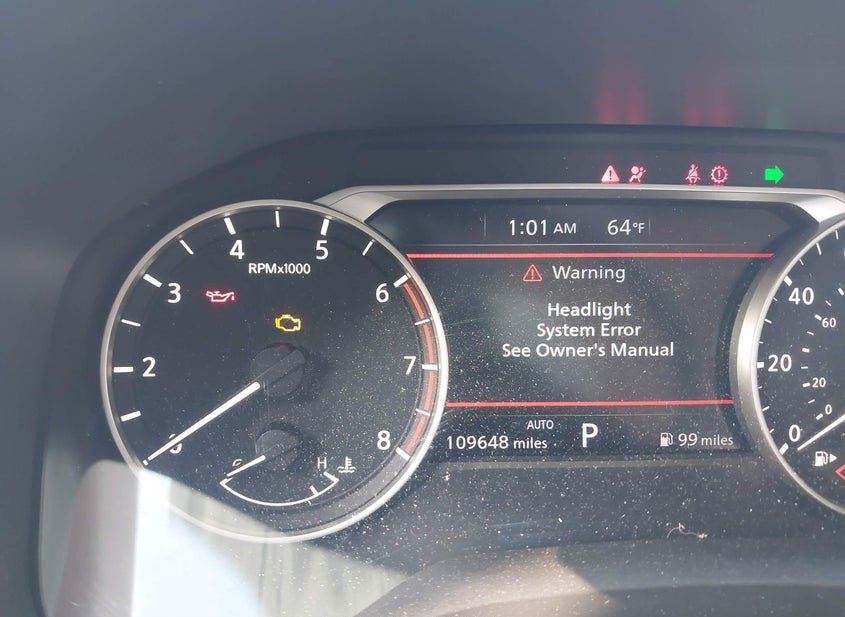 1:01 AM 64°F
Warning
Headlight
System Error
See Owner's Manual
AUTO
109648 miles P 99 miles
5
4
RPMx1000
3
6
2
7
8
H
40
60
20
20
0
0